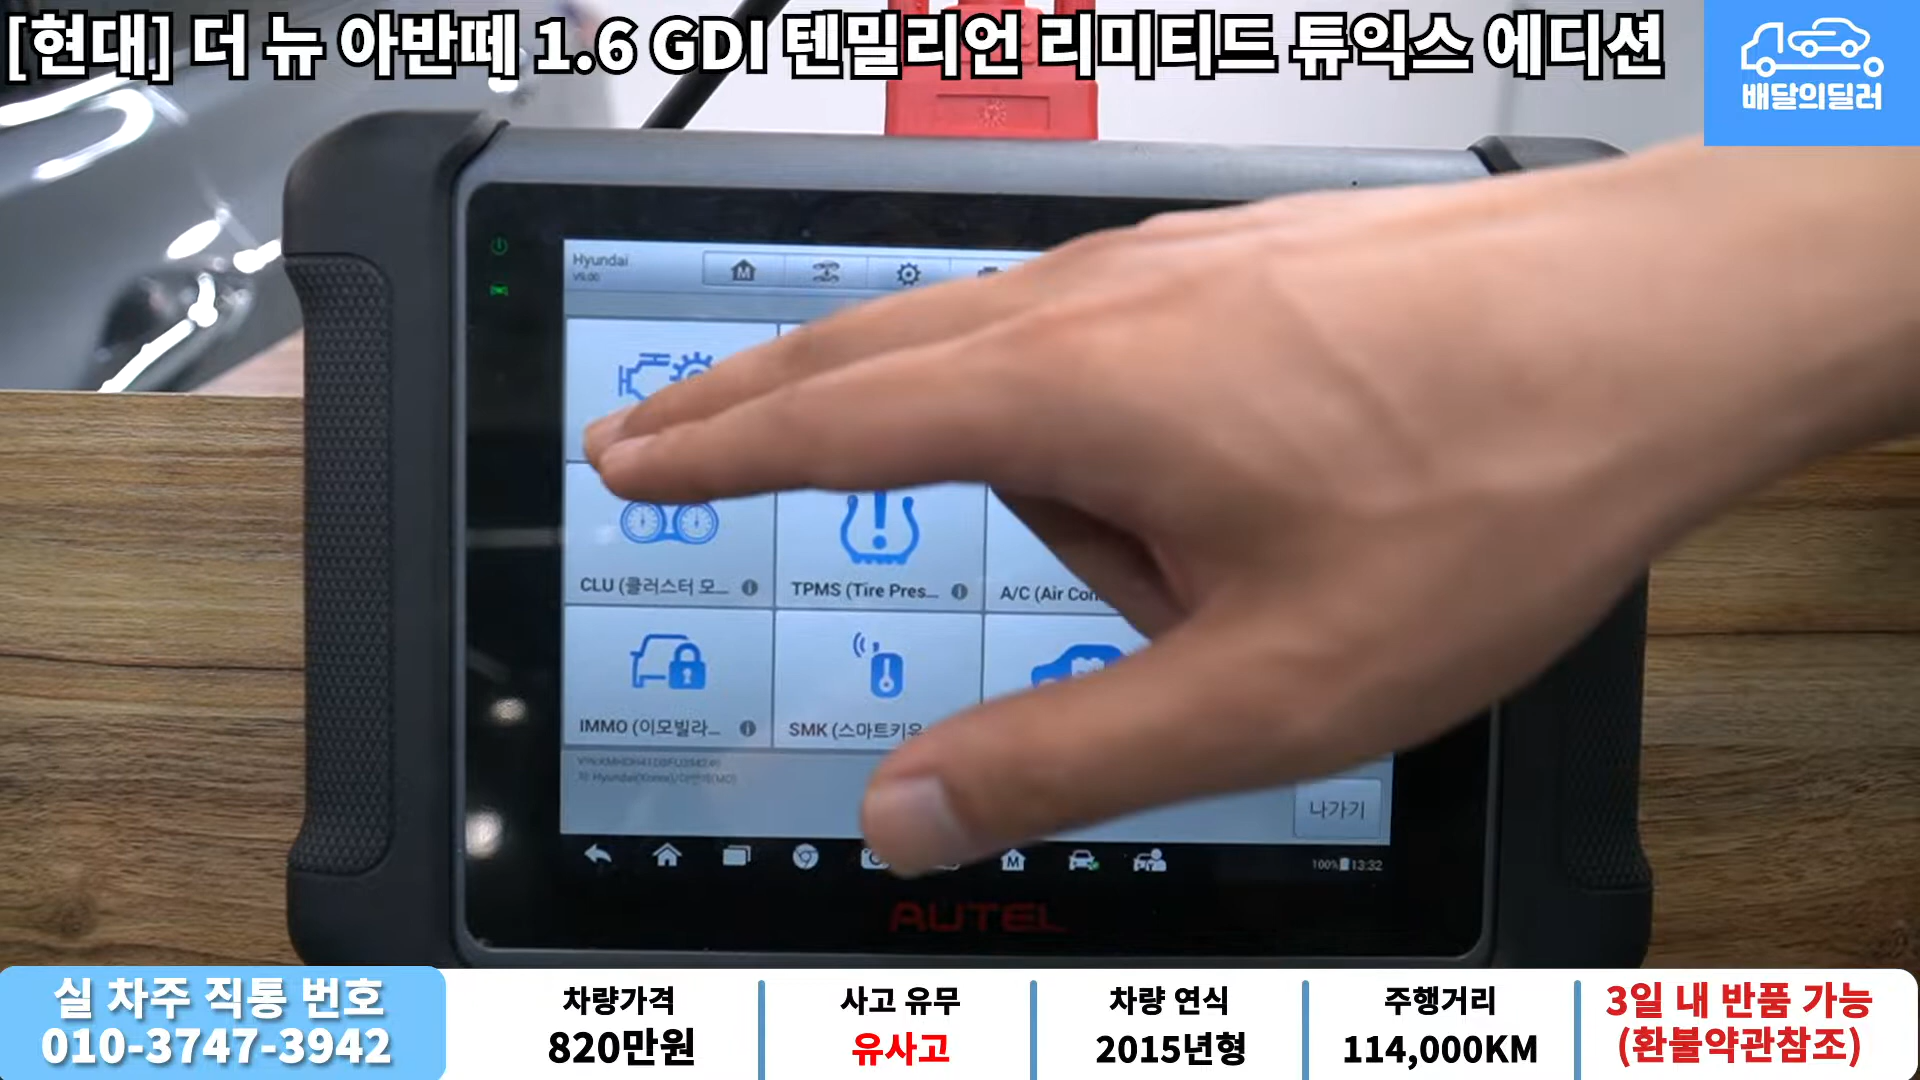 [현대] 더 뉴 아반떼 1.6 GDI 텐밀리언 리미티드 튜익스 에디션
배달의딜러
Hyundai
CLU (클러스터 모...
TPMS (Tire Pres...
A/C (Air Con
IMMO (이모빌라...
SMK (스마트키유
나가기
100% 13:32
AUTEL
실 차주 직통 번호
010-3747-3942
차량가격
820만원
사고 유무
유사고
차량 연식
2015년형
주행거리
114,000KM
3일 내 반품 가능
(환불약관참조)